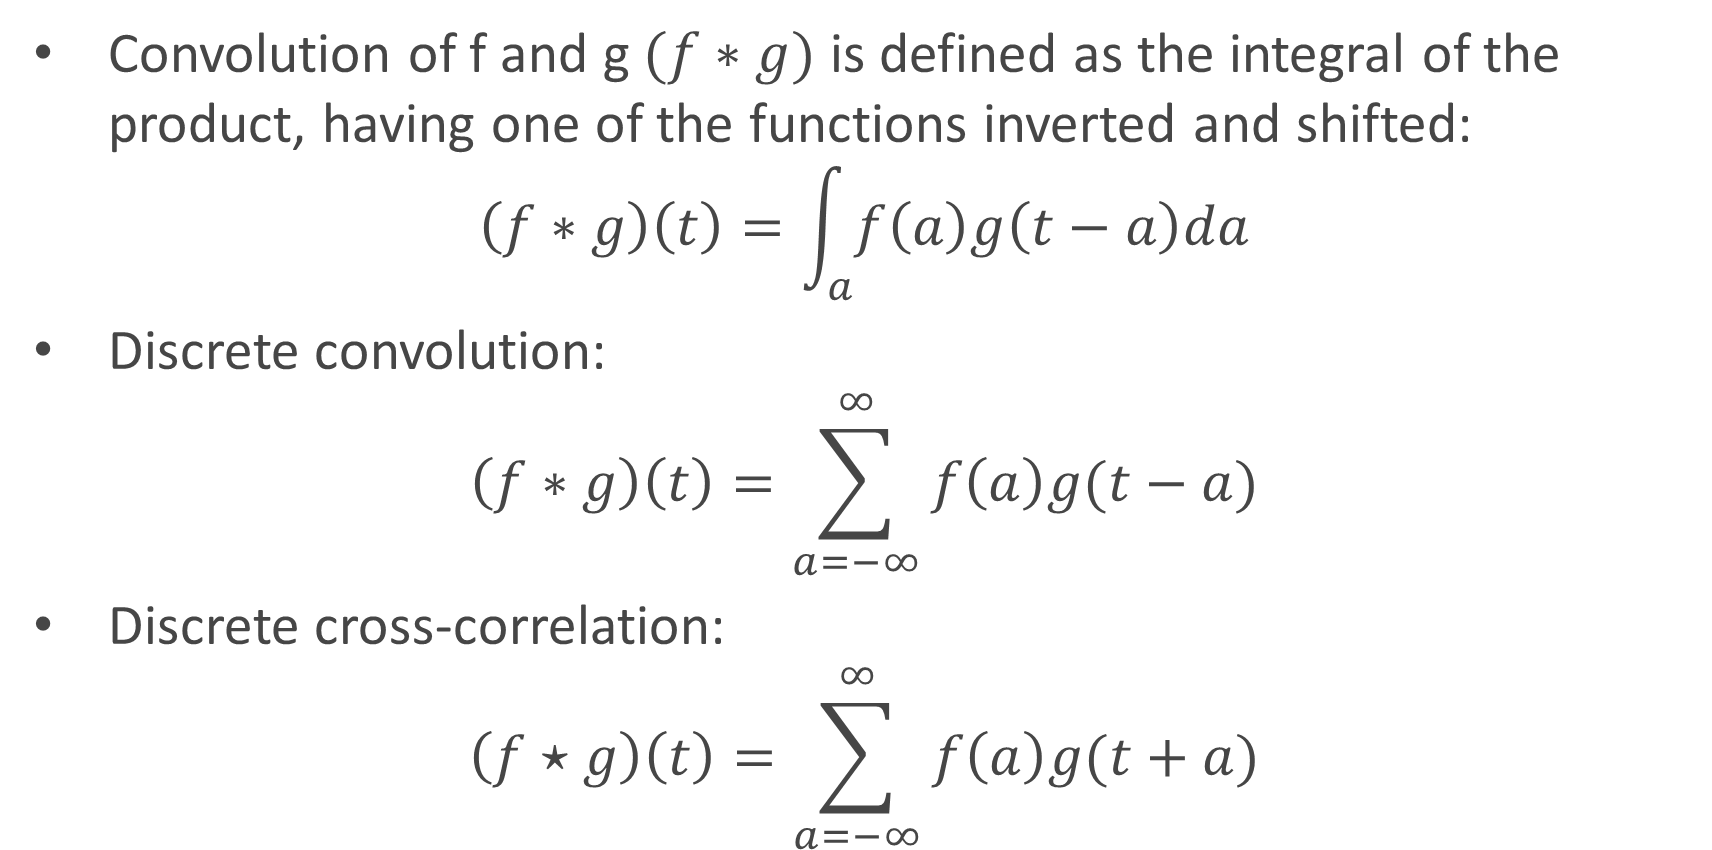 • Convolution of f and g (f ∗ g) is defined as the integral of the
product, having one of the functions inverted and shifted:
(f ∗ g)(t) = ∫_a f(a)g(t − a)da
• Discrete convolution:
(f ∗ g)(t) = ∑_{a=−∞}^{∞} f(a)g(t − a)
• Discrete cross-correlation:
(f ⋆ g)(t) = ∑_{a=−∞}^{∞} f(a)g(t + a)